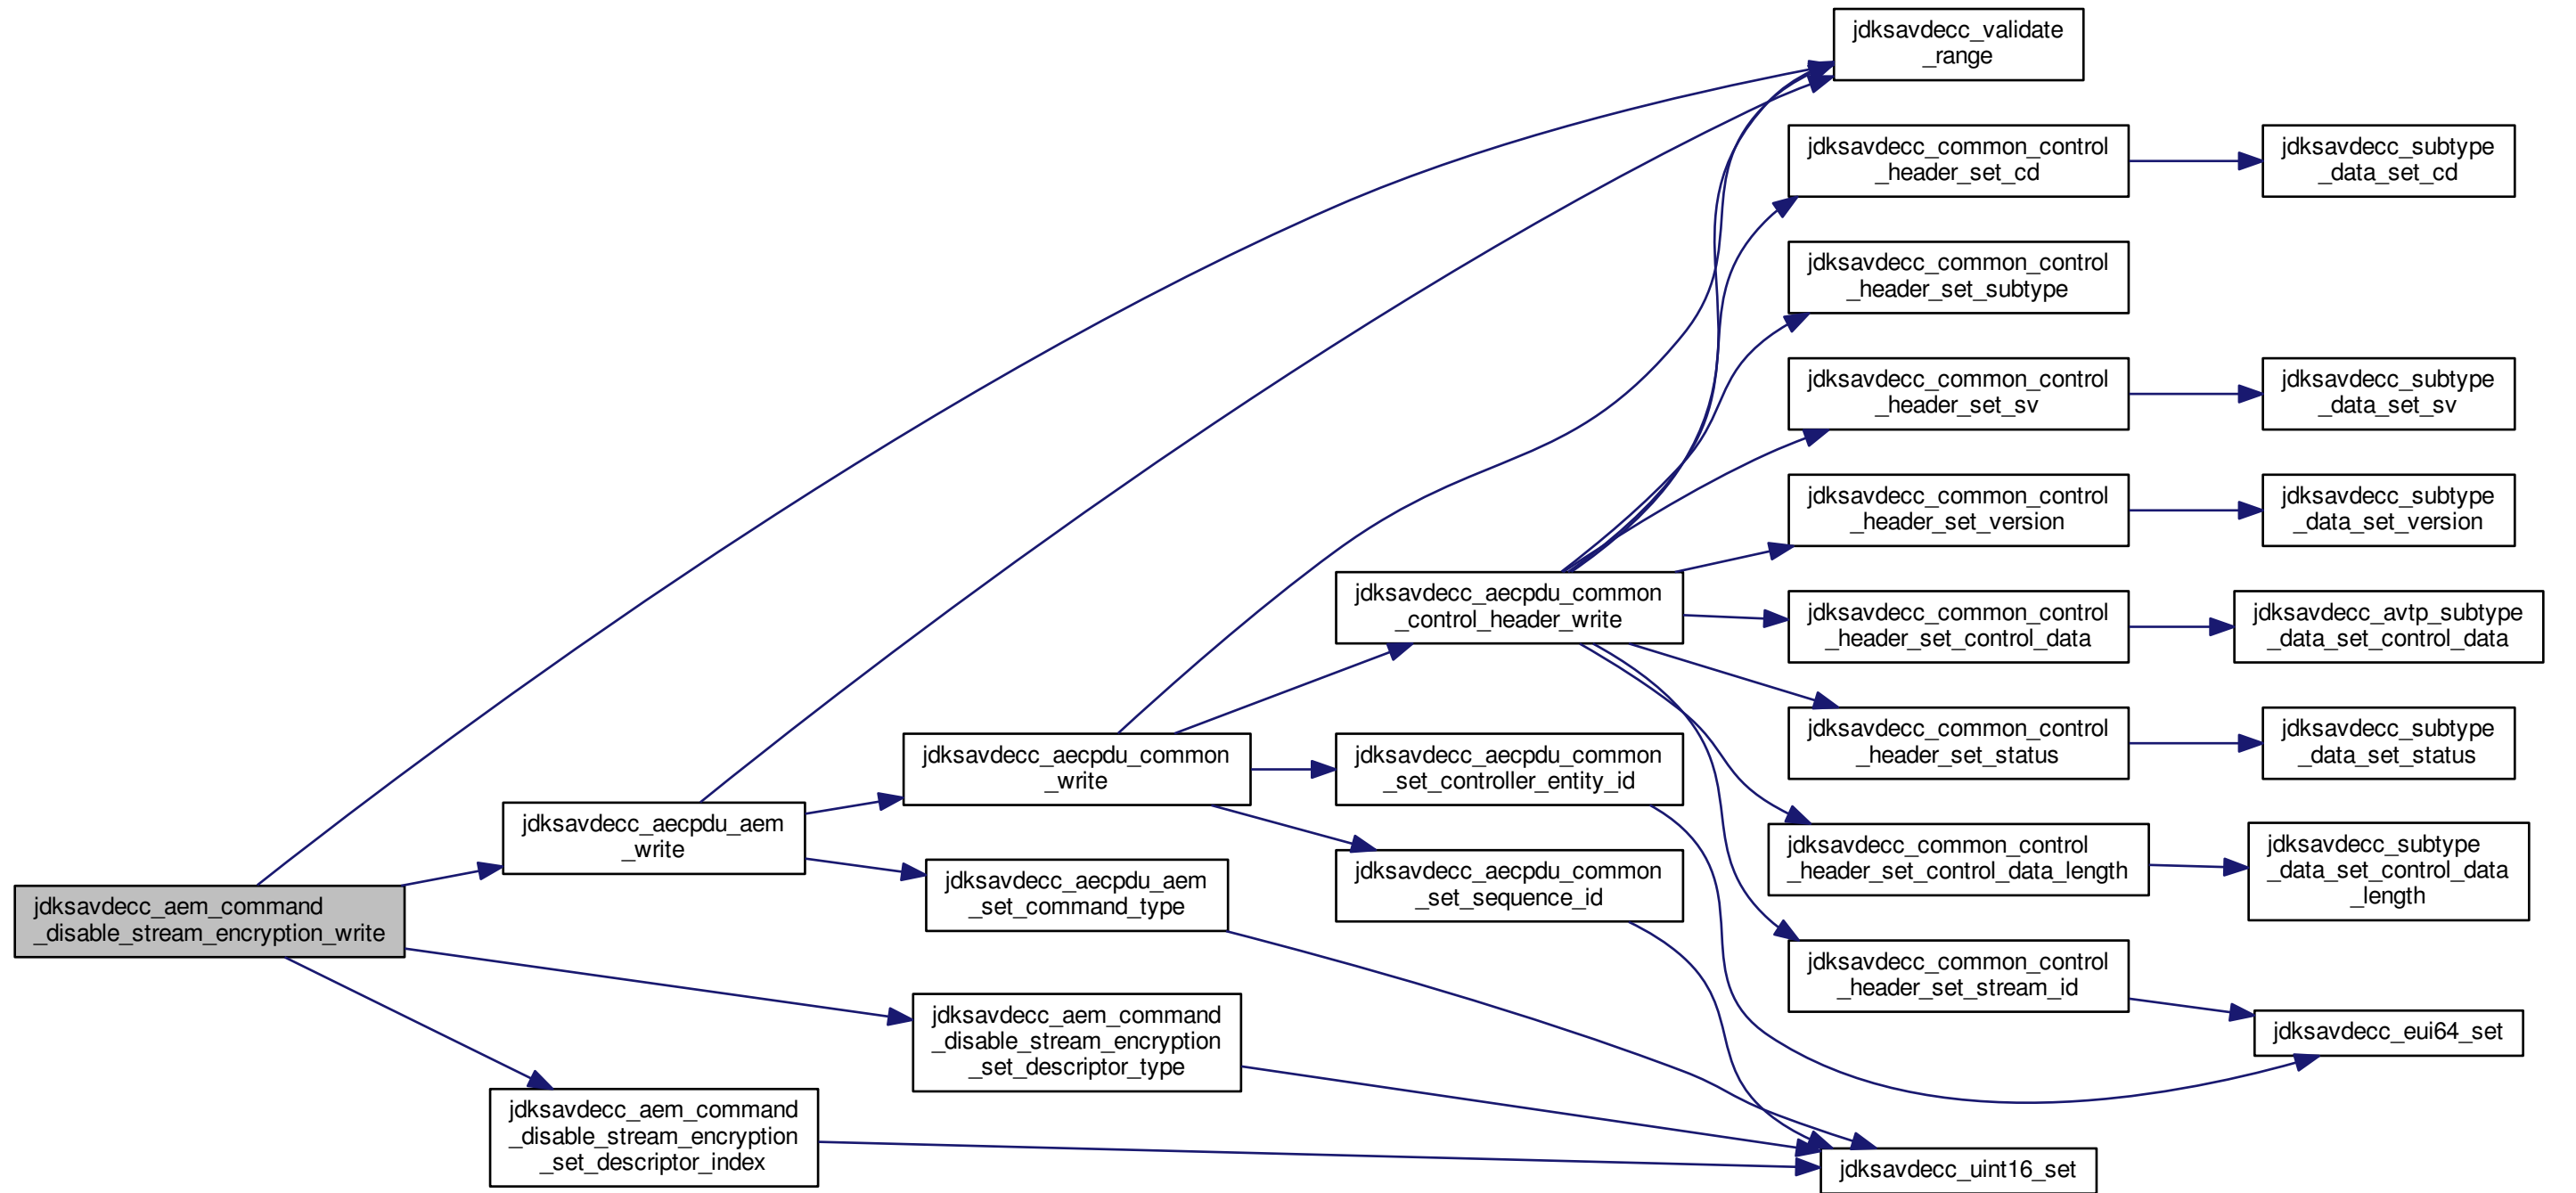 jdksavdecc_validate
_range
jdksavdecc_common_control
_header_set_cd
jdksavdecc_subtype
_data_set_cd
jdksavdecc_common_control
_header_set_subtype
jdksavdecc_common_control
_header_set_sv
jdksavdecc_subtype
_data_set_sv
jdksavdecc_common_control
_header_set_version
jdksavdecc_subtype
_data_set_version
jdksavdecc_aecpdu_common
_control_header_write
jdksavdecc_common_control
_header_set_control_data
jdksavdecc_avtp_subtype
_data_set_control_data
jdksavdecc_common_control
_header_set_status
jdksavdecc_subtype
_data_set_status
jdksavdecc_aecpdu_common
_write
jdksavdecc_aecpdu_common
_set_controller_entity_id
jdksavdecc_aecpdu_aem
_write
jdksavdecc_common_control
_header_set_control_data_length
jdksavdecc_subtype
_data_set_control_data
_length
jdksavdecc_aecpdu_aem
_set_command_type
jdksavdecc_aecpdu_common
_set_sequence_id
jdksavdecc_aem_command
_disable_stream_encryption_write
jdksavdecc_common_control
_header_set_stream_id
jdksavdecc_eui64_set
jdksavdecc_aem_command
_disable_stream_encryption
_set_descriptor_type
jdksavdecc_aem_command
_disable_stream_encryption
_set_descriptor_index
jdksavdecc_uint16_set